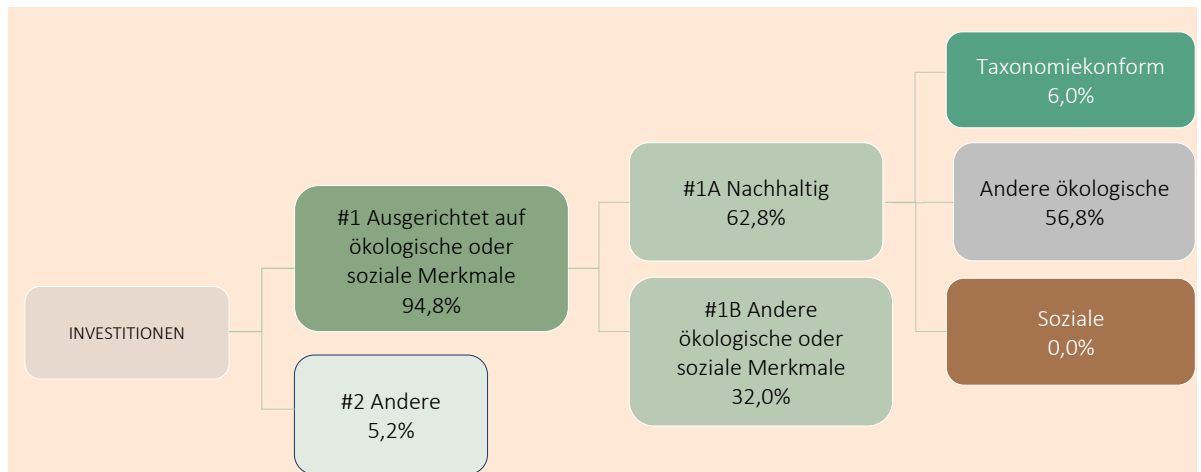 INVESTITIONEN
#1 Ausgerichtet auf
ökologische oder
soziale Merkmale
94,8%
#2 Andere
5,2%
#1A Nachhaltig
62,8%
#1B Andere
ökologische oder
soziale Merkmale
32,0%
Taxonomiekonform
6,0%
Andere ökologische
56,8%
Soziale
0,0%